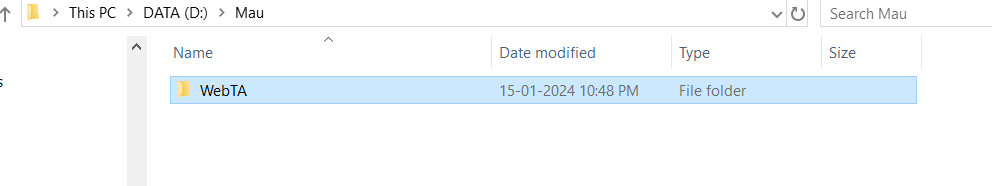 This PC > DATA (D:) > Mau
Search Mau
Name Date modified Type Size
s
WebTA 15-01-2024 10:48 PM File folder